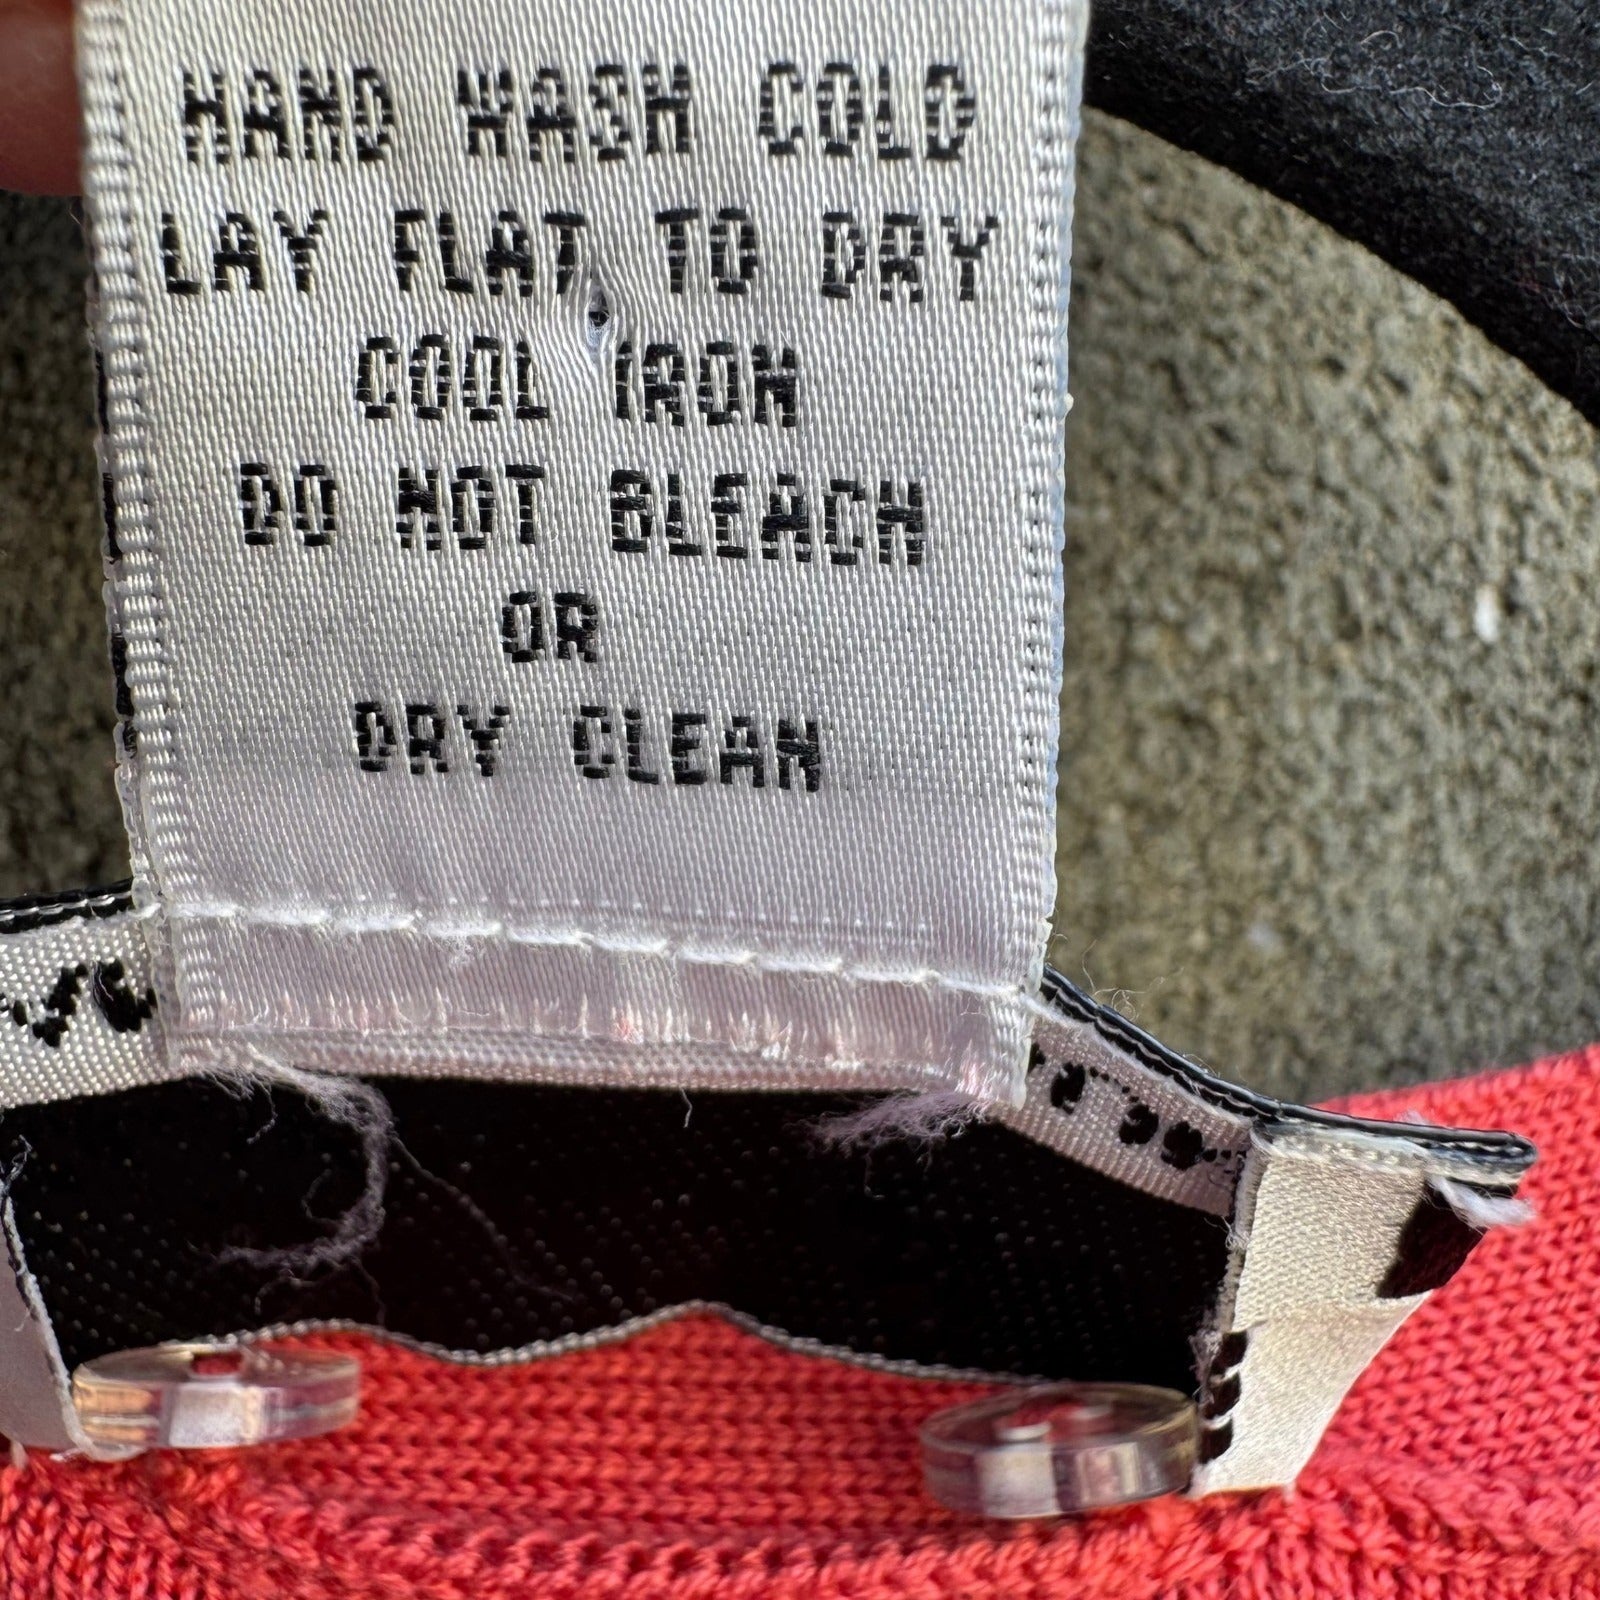 HAND WASH COLD
LAY FLAT TO DRY
COOL IRON
DO NOT BLEACH
OR
DRY CLEAN